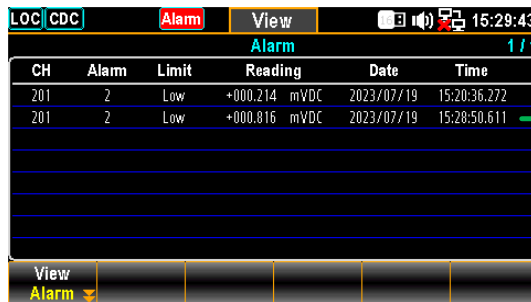 LOC CDC Alarm View 15:29:43
Alarm 1 /
CH Alarm Limit Reading Date Time
201 2 Low +000.214 mVDC 2023/07/19 15:20:36.272
201 2 Low +000.816 mVDC 2023/07/19 15:28:50.611
View
Alarm